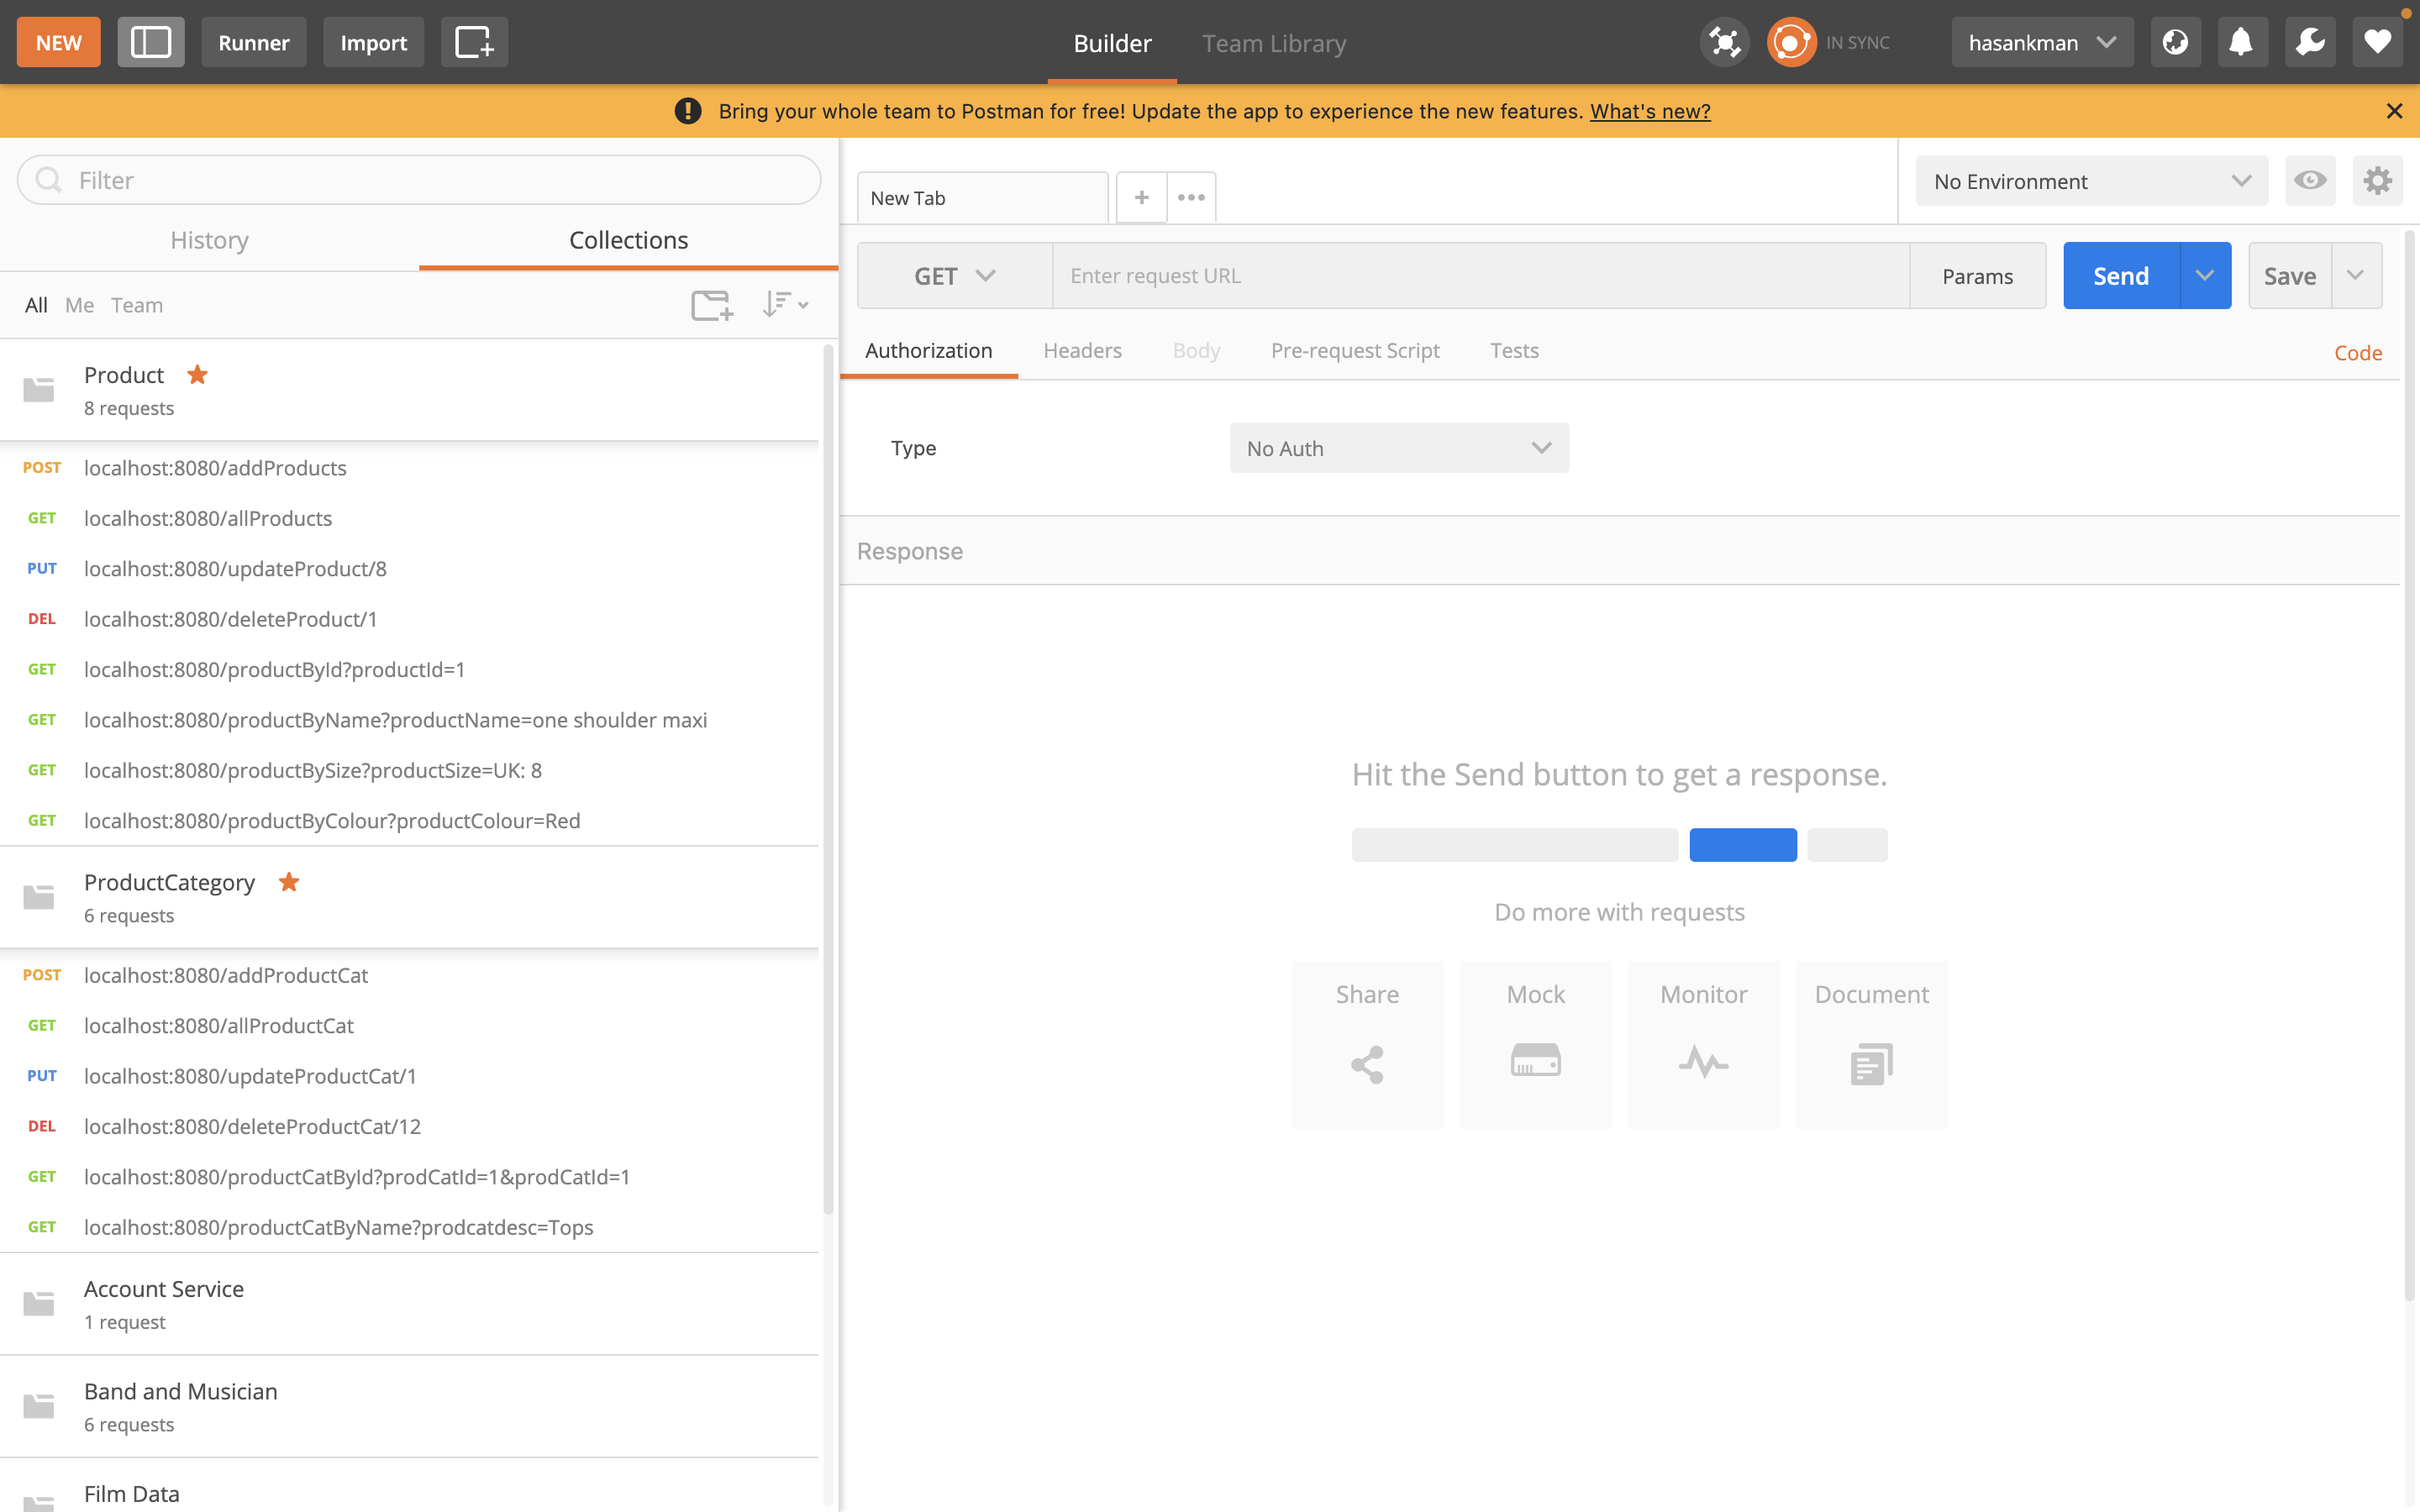 NEW Runner Import Builder Team Library IN SYNC hasankman
Bring your whole team to Postman for free! Update the app to experience the new features. What's new?
Filter
History Collections
All Me Team
Product
8 requests
POST localhost:8080/addProducts
GET localhost:8080/allProducts
PUT localhost:8080/updateProduct/8
DEL localhost:8080/deleteProduct/1
GET localhost:8080/productById?productId=1
GET localhost:8080/productByName?productName=one shoulder maxi
GET localhost:8080/productBySize?productSize=UK: 8
GET localhost:8080/productByColour?productColour=Red
ProductCategory
6 requests
POST localhost:8080/addProductCat
GET localhost:8080/allProductCat
PUT localhost:8080/updateProductCat/1
DEL localhost:8080/deleteProductCat/12
GET localhost:8080/productCatById?prodCatId=1&prodCatId=1
GET localhost:8080/productCatByName?prodcatdesc=Tops
Account Service
1 request
Band and Musician
6 requests
Film Data
New Tab
No Environment
GET Enter request URL Params Send Save
Authorization Headers Body Pre-request Script Tests Code
Type No Auth
Response
Hit the Send button to get a response.
Do more with requests
Share Mock Monitor Document